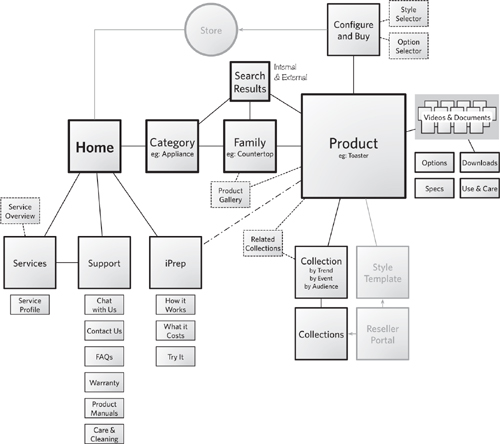 Store
Configure
and Buy
Style
Selector
Option
Selector
Search
Results
Internal
& External
Home
Category
eg: Appliance
Family
eg: Countertop
Product
eg: Toaster
Videos & Documents
Options
Downloads
Specs
Use & Care
Product
Gallery
Service
Overview
Related
Collections
Services
Support
iPrep
Collection
by Trend
by Event
by Audience
Style
Template
Service
Profile
Chat
with Us
How it
Works
Contact Us
What it
Costs
Collections
Reseller
Portal
FAQs
Try It
Warranty
Product
Manuals
Care &
Cleaning